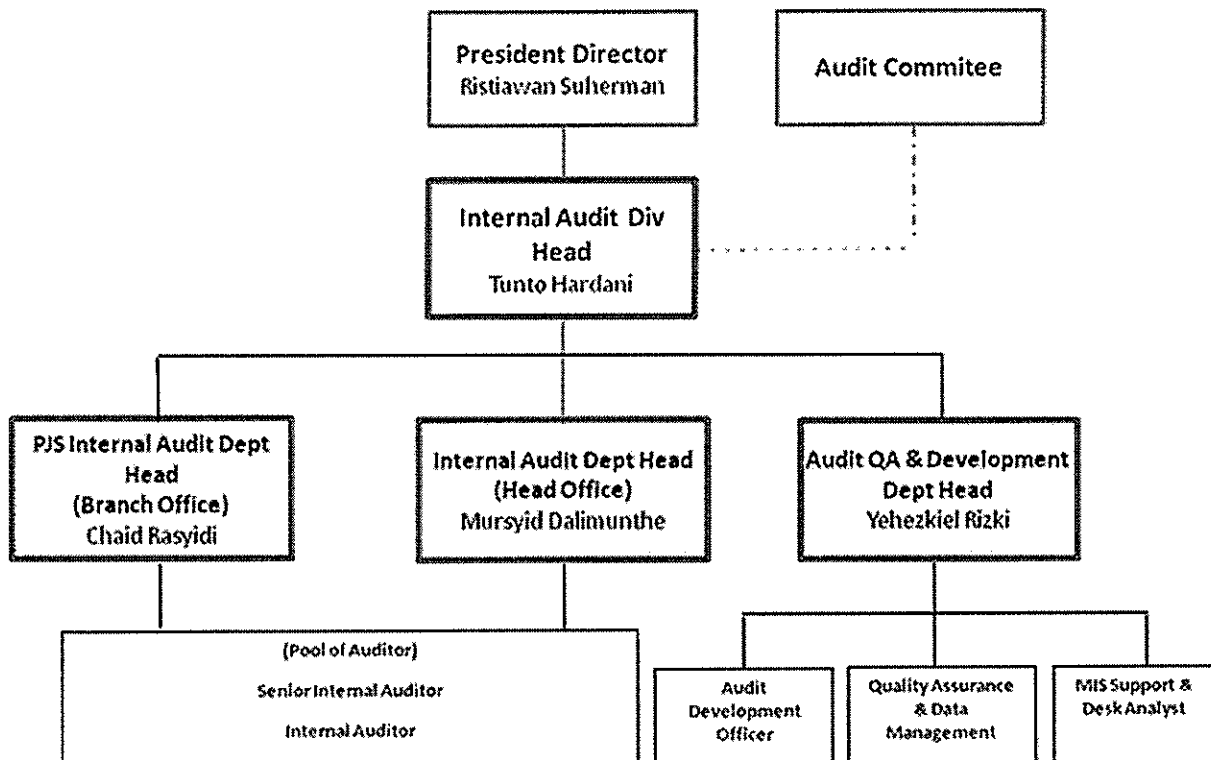 President Director
Ristiawan Suherman
Audit Commitee
Internal Audit Div
Head
Tunto Hardani
PJS Internal Audit Dept
Head
(Branch Office)
Chaid Rasyidi
Internal Audit Dept Head
(Head Office)
Mursyid Dalimunthe
Audit QA & Development
Dept Head
Yehezkiel Rizki
(Pool of Auditor)
Senior Internal Auditor
Internal Auditor
Audit
Development
Officer
Quality Assurance
& Data
Management
MIS Support &
Desk Analyst